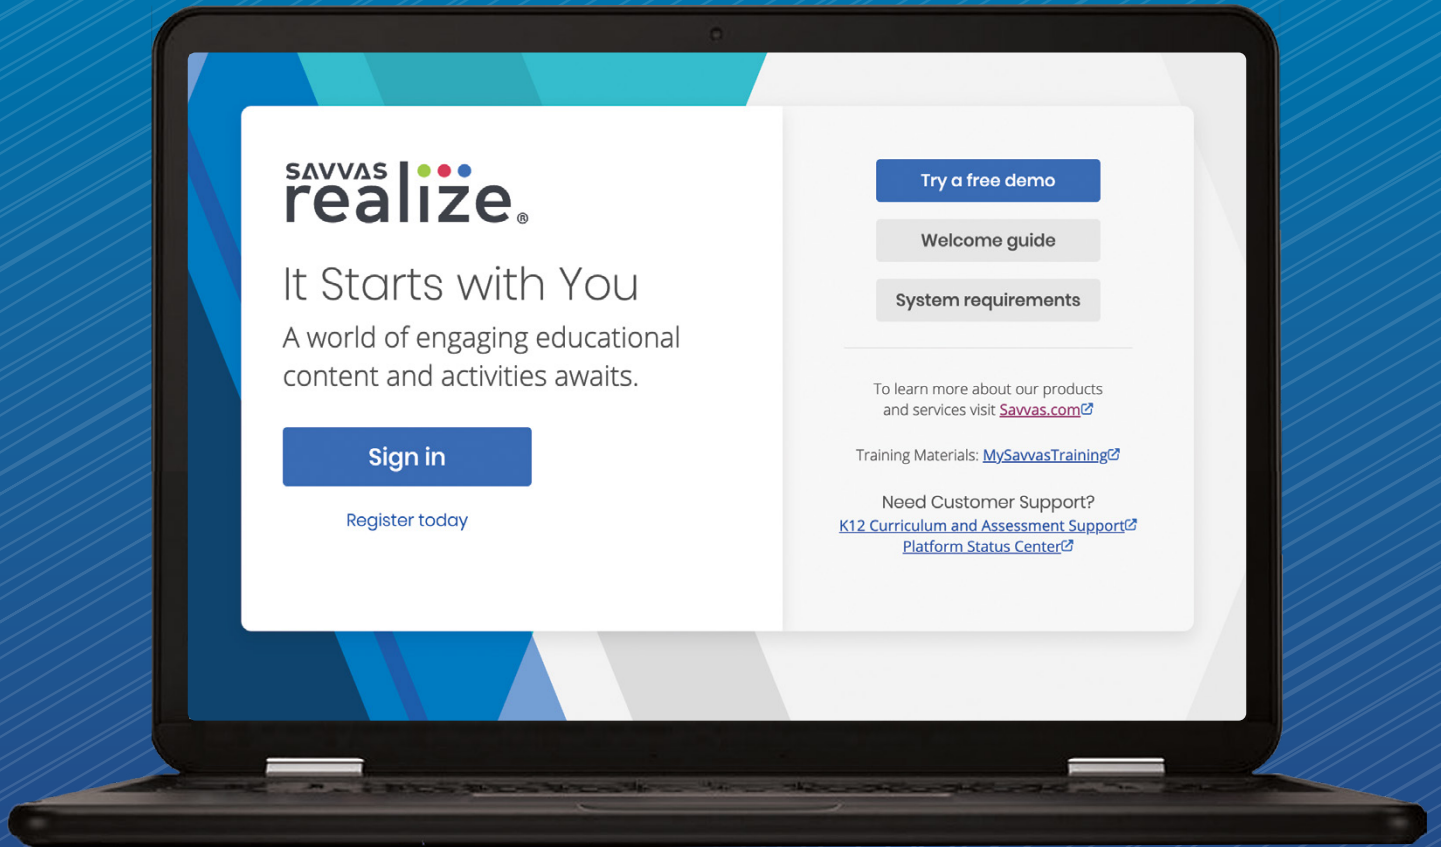 SAVVAS
realize®
It Starts with You
A world of engaging educational
content and activities awaits.
Sign in
Register today
Try a free demo
Welcome guide
System requirements
To learn more about our products
and services visit Savvas.com
Training Materials: MySavvasTraining
Need Customer Support?
K12 Curriculum and Assessment Support
Platform Status Center